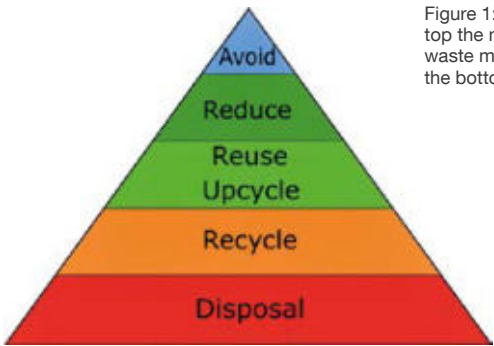 Figure 1:
top the
waste
the
Avoid
Reduce
Reuse
Upcycle
Recycle
Disposal